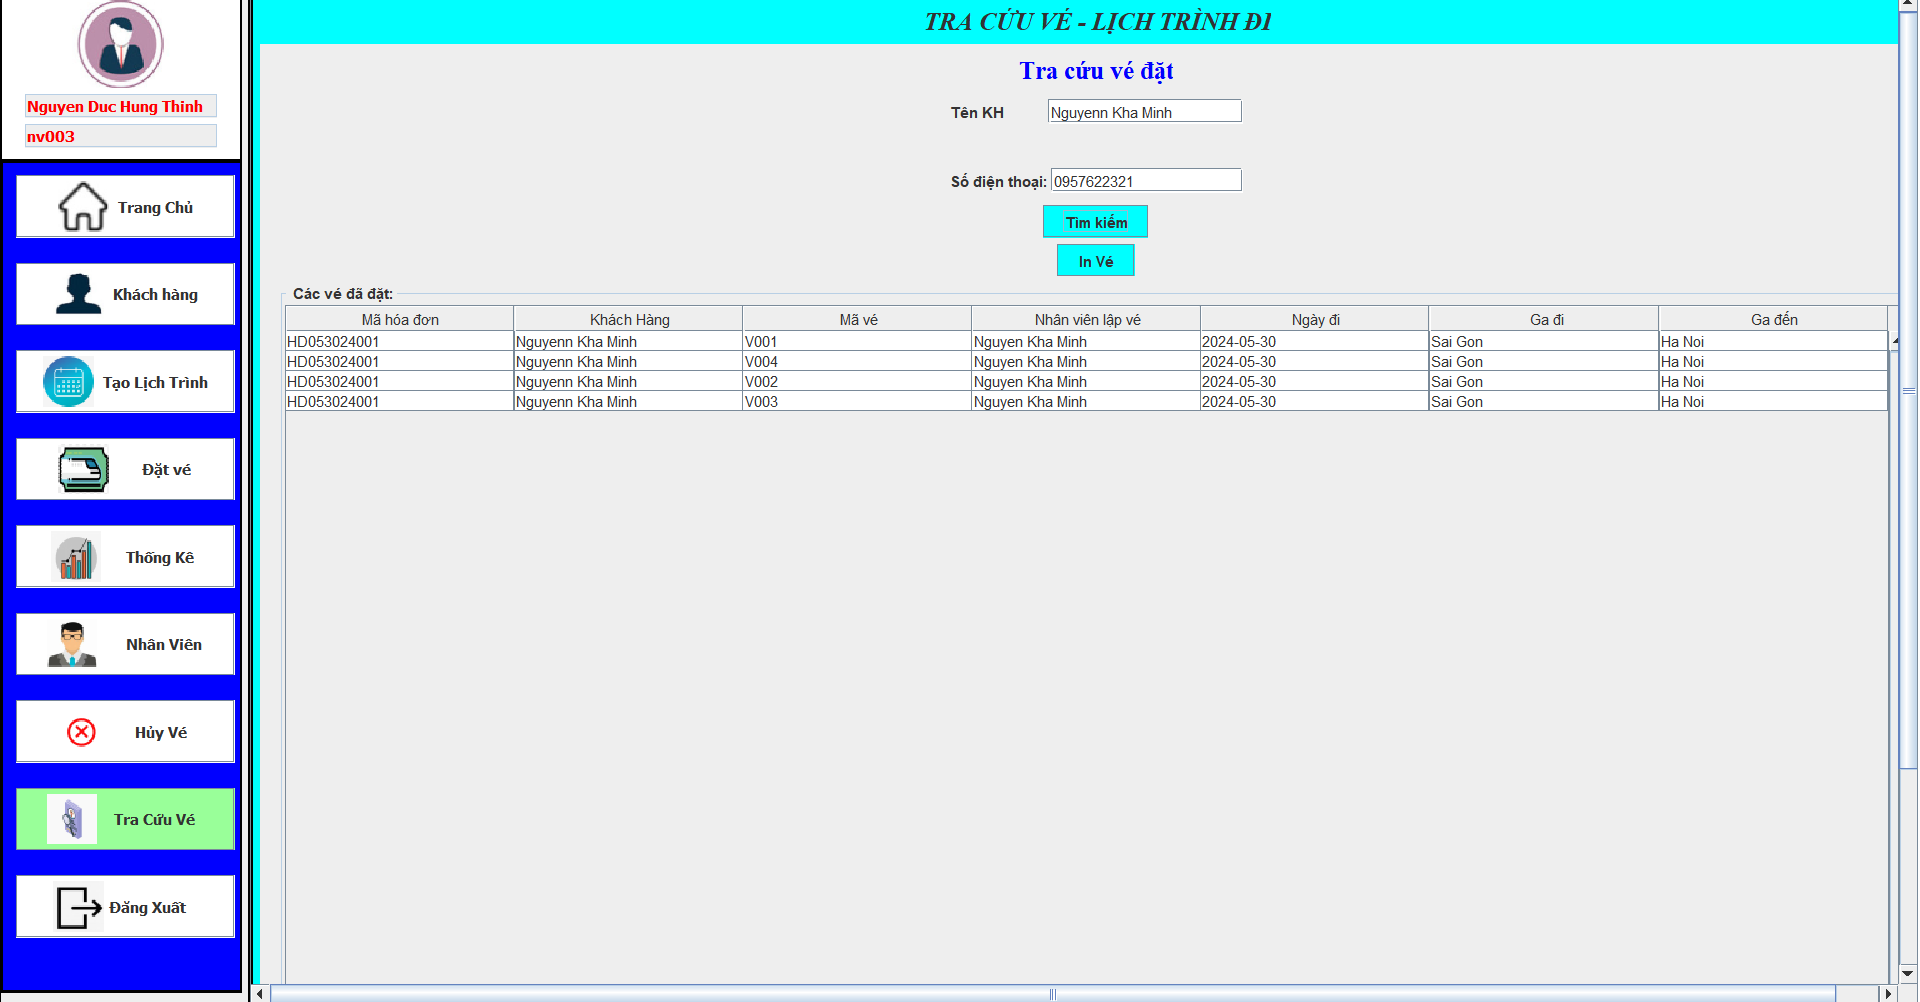 Nguyen Duc Hung Thinh
nv003
Trang Chủ
Khách hàng
Tạo Lịch Trình
Đặt vé
Thống Kê
Nhân Viên
Hủy Vé
Tra Cứu Vé
Đăng Xuất
TRA CỨU VÉ - LỊCH TRÌNH Đ1
Tra cứu vé đặt
Tên KH Nguyenn Kha Minh
Số điện thoại: 0957622321
Tìm kiếm
In Vé
Các vé đã đặt:
Mã hóa đơn Khách Hàng Mã vé Nhân viên lập vé Ngày đi Ga đi Ga đến
HD053024001 Nguyenn Kha Minh V001 Nguyen Kha Minh 2024-05-30 Sai Gon Ha Noi
HD053024001 Nguyenn Kha Minh V004 Nguyen Kha Minh 2024-05-30 Sai Gon Ha Noi
HD053024001 Nguyenn Kha Minh V002 Nguyen Kha Minh 2024-05-30 Sai Gon Ha Noi
HD053024001 Nguyenn Kha Minh V003 Nguyen Kha Minh 2024-05-30 Sai Gon Ha Noi